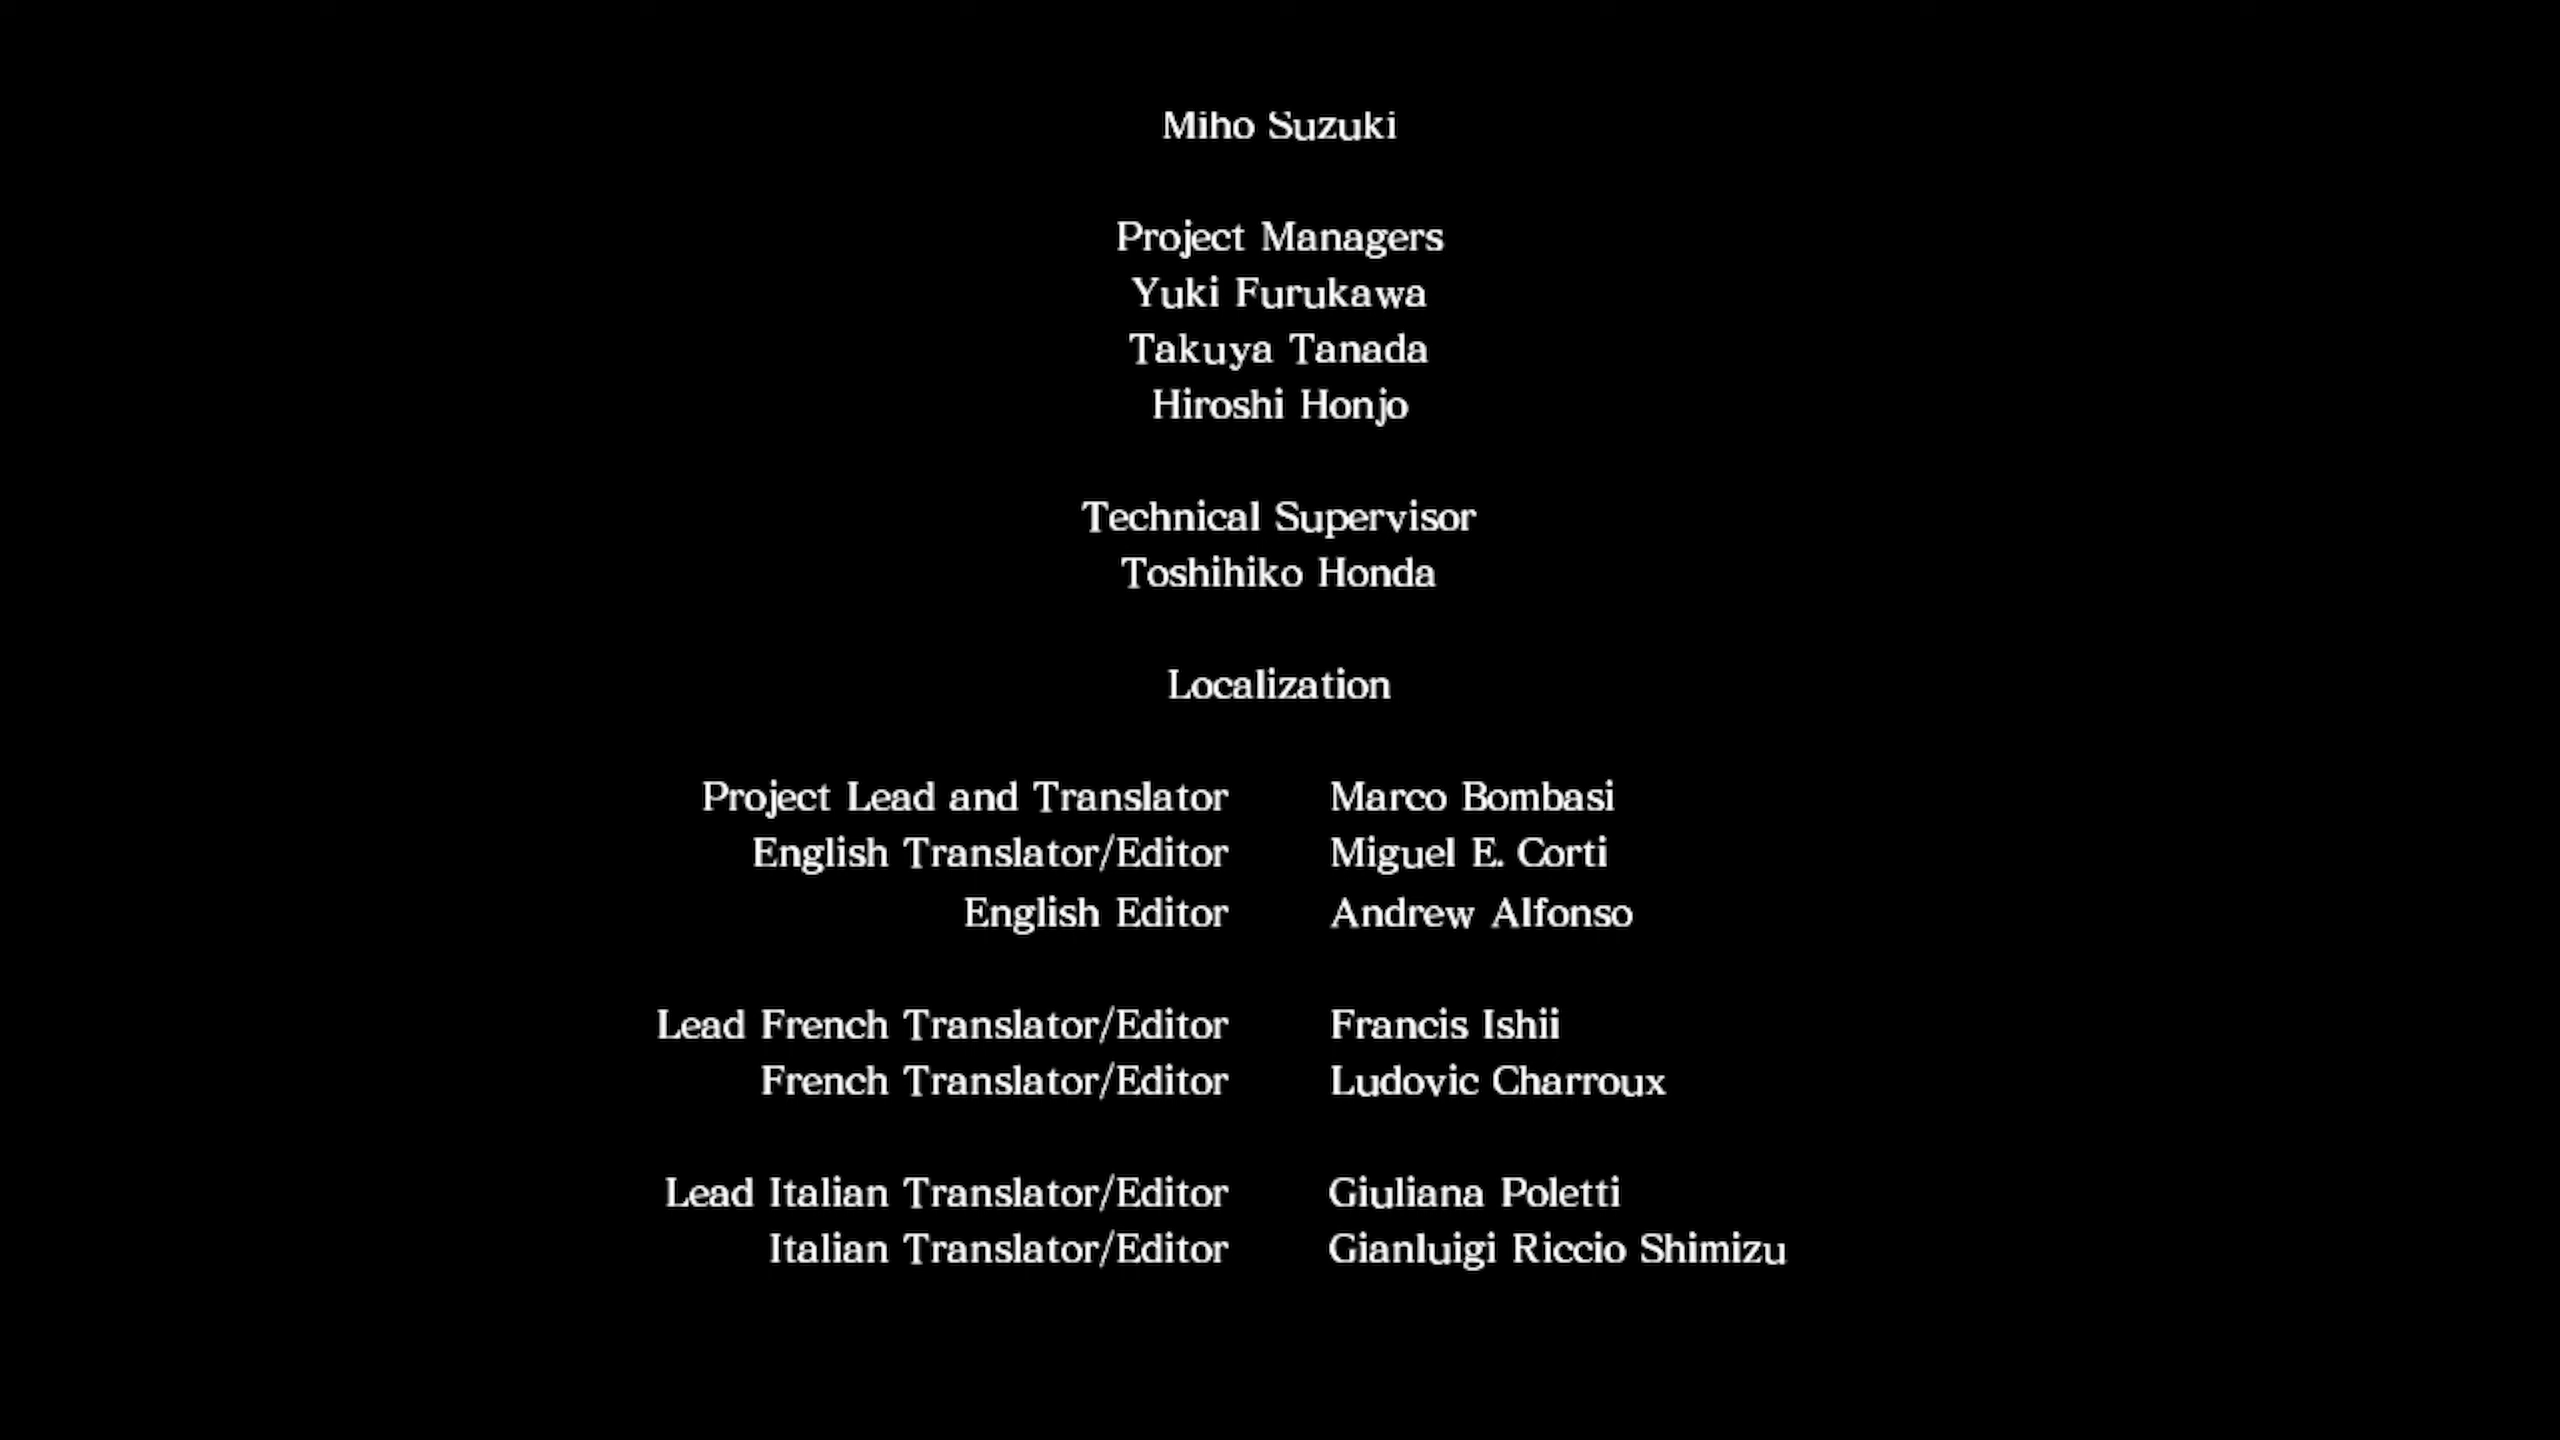 Miho Suzuki
Project Managers
Yuki Furukawa
Takuya Tanada
Hiroshi Honjo
Technical Supervisor
Toshihiko Honda
Localization
Project Lead and Translator Marco Bombasi
English Translator/Editor Miguel E. Corti
English Editor Andrew Alfonso
Lead French Translator/Editor Francis Ishii
French Translator/Editor Ludovic Charroux
Lead Italian Translator/Editor Giuliana Poletti
Italian Translator/Editor Gianluigi Riccio Shimizu